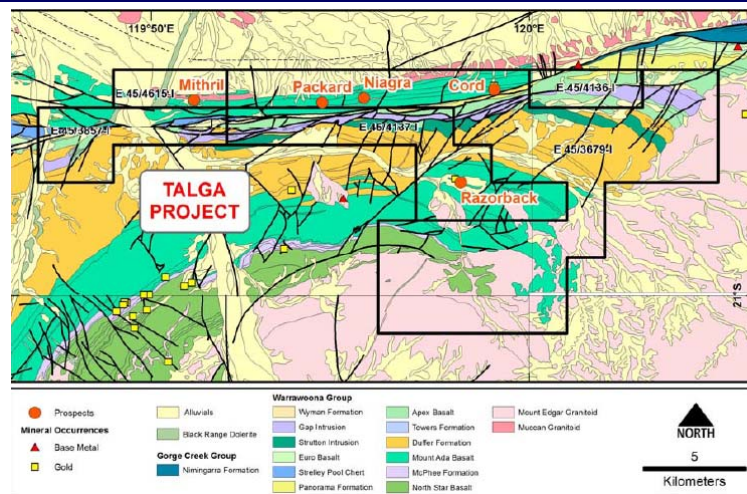 119°50'E
120°E
Mithril
Packard
Niagra
Cord
E 45/4615-I
E 45/4136-I
E 45/3857-I
E 45/4137-I
E 45/3679-I
TALGA
PROJECT
Razorback
21°S
Prospects
Mineral Occurrences
Base Metal
Gold
Alluvials
Black Range Dolerite
Gorge Creek Group
Nimingarra Formation
Warrawoona Group
Wyman Formation
Gap Intrusion
Strutton Intrusion
Euro Basalt
Strelley Pool Chert
Panorama Formation
Apex Basalt
Towers Formation
Duffer Formation
Mount Ada Basalt
McPhee Formation
North Star Basalt
Mount Edgar Granitoid
Muccan Granitoid
NORTH
5
Kilometers